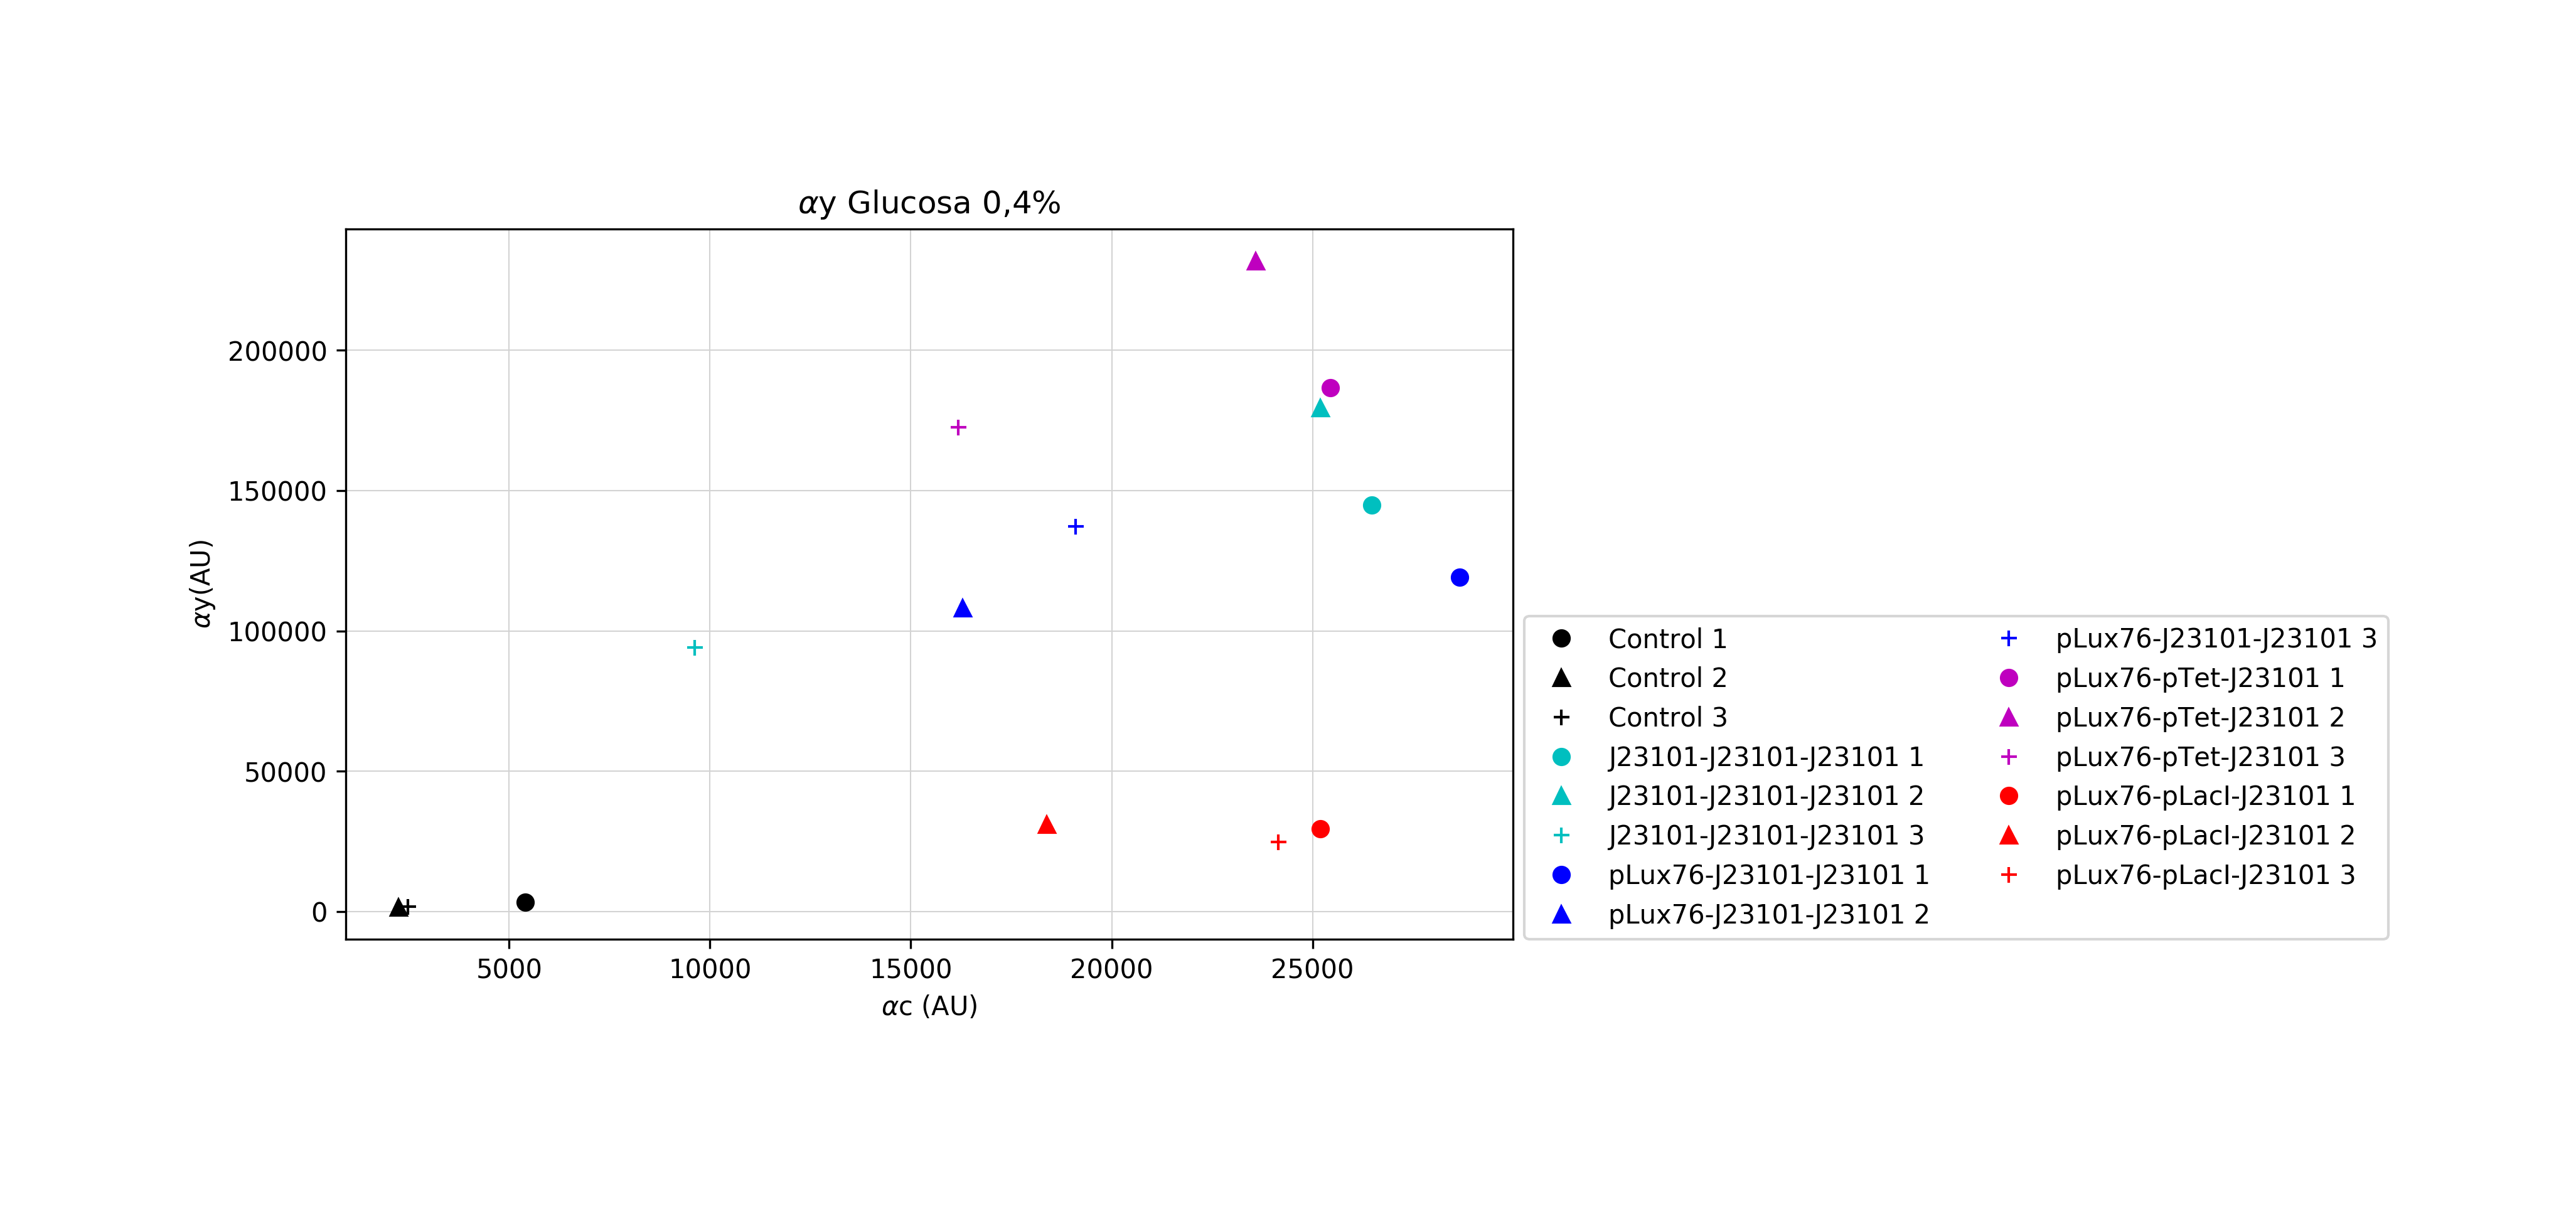 αy Glucosa 0,4%
αy(AU)
200000
150000
100000
50000
0
5000 10000 15000 20000 25000
αc (AU)
Control 1
Control 2
Control 3
J23101-J23101-J23101 1
J23101-J23101-J23101 2
J23101-J23101-J23101 3
pLux76-J23101-J23101 1
pLux76-J23101-J23101 2
pLux76-J23101-J23101 3
pLux76-pTet-J23101 1
pLux76-pTet-J23101 2
pLux76-pTet-J23101 3
pLux76-pLacI-J23101 1
pLux76-pLacI-J23101 2
pLux76-pLacI-J23101 3